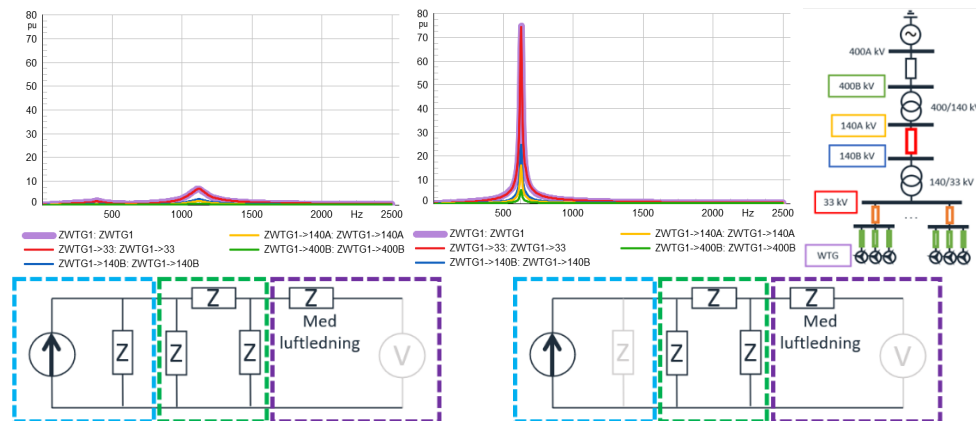 80
pu
70
60
50
40
30
20
10
0
500
1000
1500
Hz
2500
ZWTG1: ZWTG1
ZWTG1->33: ZWTG1->33
ZWTG1->140B: ZWTG1->140B
ZWTG1->140A: ZWTG1->140A
ZWTG1->400B: ZWTG1->400B
80
pu
70
60
50
40
30
20
10
0
500
1000
1500
Hz
2500
ZWTG1: ZWTG1
ZWTG1->33: ZWTG1->33
ZWTG1->140B: ZWTG1->140B
ZWTG1->140A: ZWTG1->140A
ZWTG1->400B: ZWTG1->400B
400A kV
400B kV
400/140 kV
140A kV
140B kV
140/33 kV
33 kV
...
WTG
Z
Z
Z
Z
Z
Med
luftledning
V
Z
Z
Z
Z
Z
Med
luftledning
V